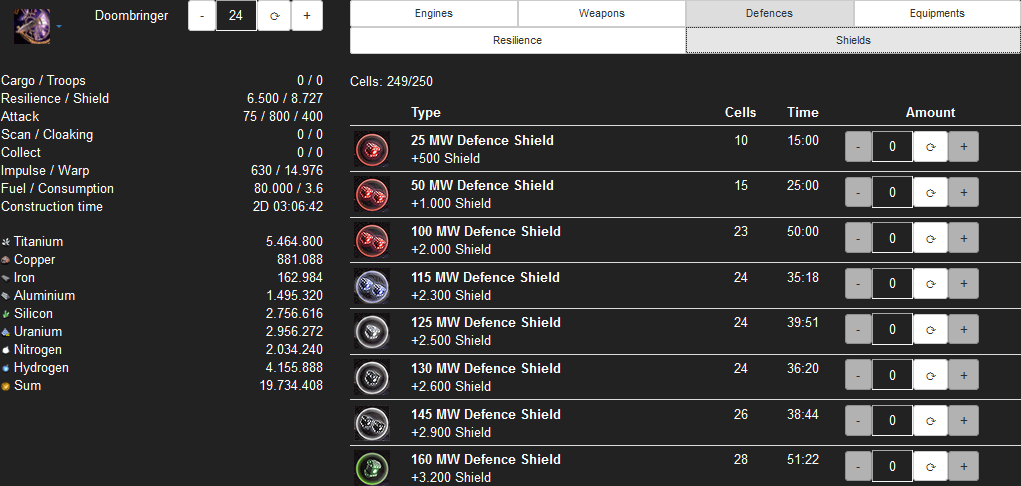 Doombringer - 24 ⟳ +
Cargo / Troops 0 / 0
Resilience / Shield 6.500 / 8.727
Attack 75 / 800 / 400
Scan / Cloaking 0 / 0
Collect 0 / 0
Impulse / Warp 630 / 14.976
Fuel / Consumption 80.000 / 3.6
Construction time 2D 03:06:42
Titanium 5.464.800
Copper 881.088
Iron 162.984
Aluminium 1.495.320
Silicon 2.756.616
Uranium 2.956.272
Nitrogen 2.034.240
Hydrogen 4.155.888
Sum 19.734.408
Engines Weapons Defences Equipments
Resilience Shields
Cells: 249/250
Type Cells Time Amount
25 MW Defence Shield 10 15:00 - 0 ⟳ +
+500 Shield
50 MW Defence Shield 15 25:00 - 0 ⟳ +
+1.000 Shield
100 MW Defence Shield 23 50:00 - 0 ⟳ +
+2.000 Shield
115 MW Defence Shield 24 35:18 - 0 ⟳ +
+2.300 Shield
125 MW Defence Shield 24 39:51 - 0 ⟳ +
+2.500 Shield
130 MW Defence Shield 24 36:20 - 0 ⟳ +
+2.600 Shield
145 MW Defence Shield 26 38:44 - 0 ⟳ +
+2.900 Shield
160 MW Defence Shield 28 51:22 - 0 ⟳ +
+3.200 Shield